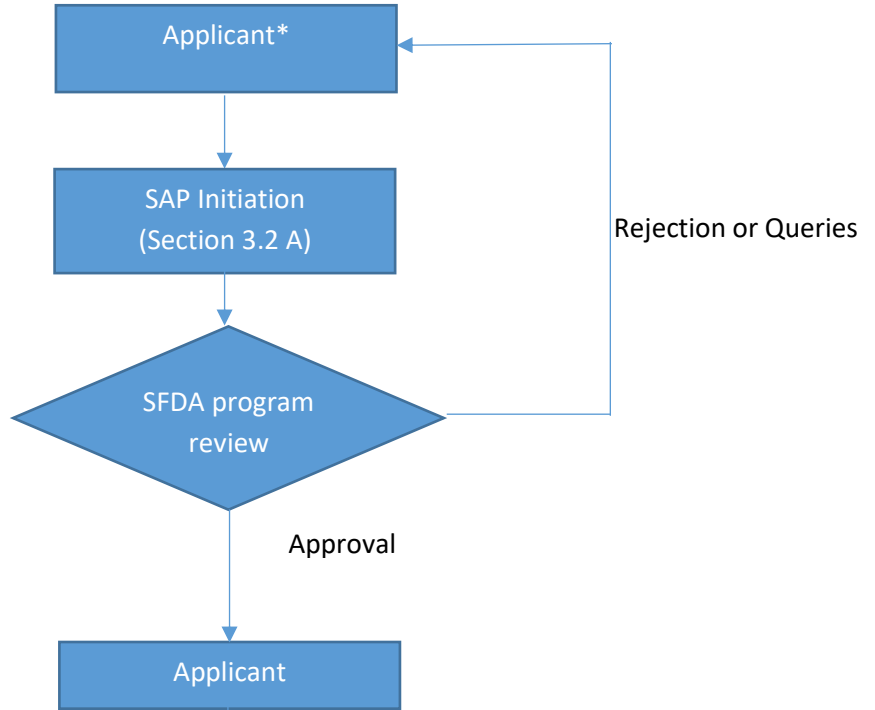 Applicant*
SAP Initiation
(Section 3.2 A)
Rejection or Queries
SFDA program
review
Approval
Applicant